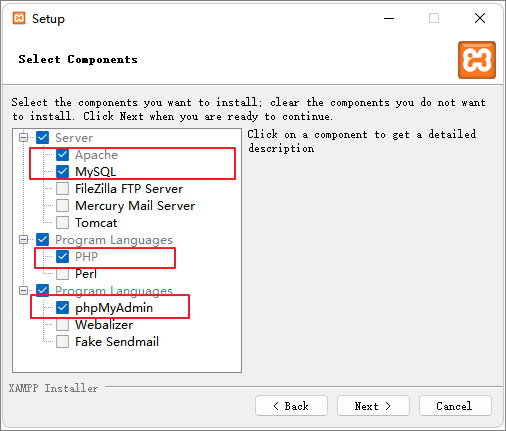 Setup
Select Components
Select the components you want to install; clear the components you do not want
to install. Click Next when you are ready to continue.
Server
Apache
MySQL
FileZilla FTP Server
Mercury Mail Server
Tomcat
Program Languages
PHP
Perl
Program Languages
phpMyAdmin
Webalizer
Fake Sendmail
Click on a component to get a detailed
description
XAMPP Installer
< Back
Next >
Cancel